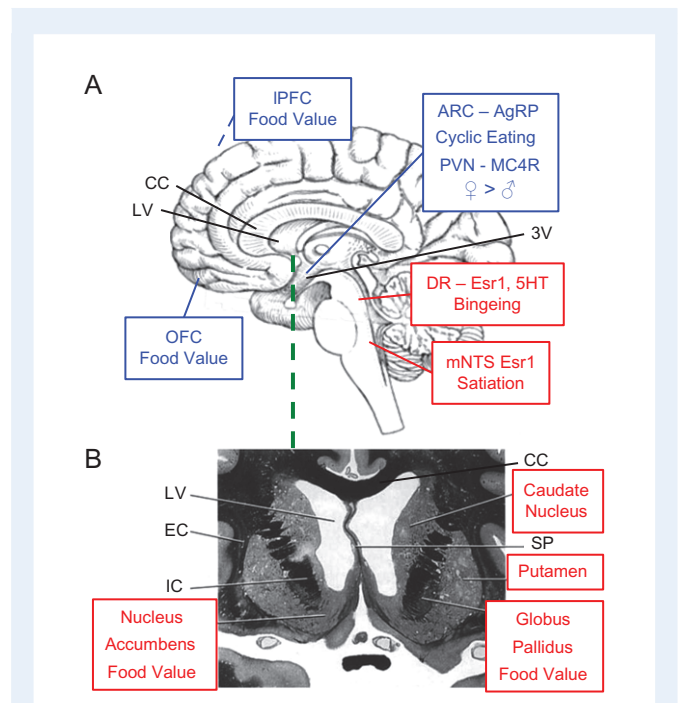 A
lPFC
Food Value
ARC – AgRP
Cyclic Eating
PVN - MC4R
♀ > ♂
CC
LV
3V
DR – Esr1, 5HT
Bingeing
OFC
Food Value
mNTS Esr1
Satiation
B
CC
LV
Caudate
Nucleus
EC
SP
Putamen
IC
Nucleus
Accumbens
Food Value
Globus
Pallidus
Food Value